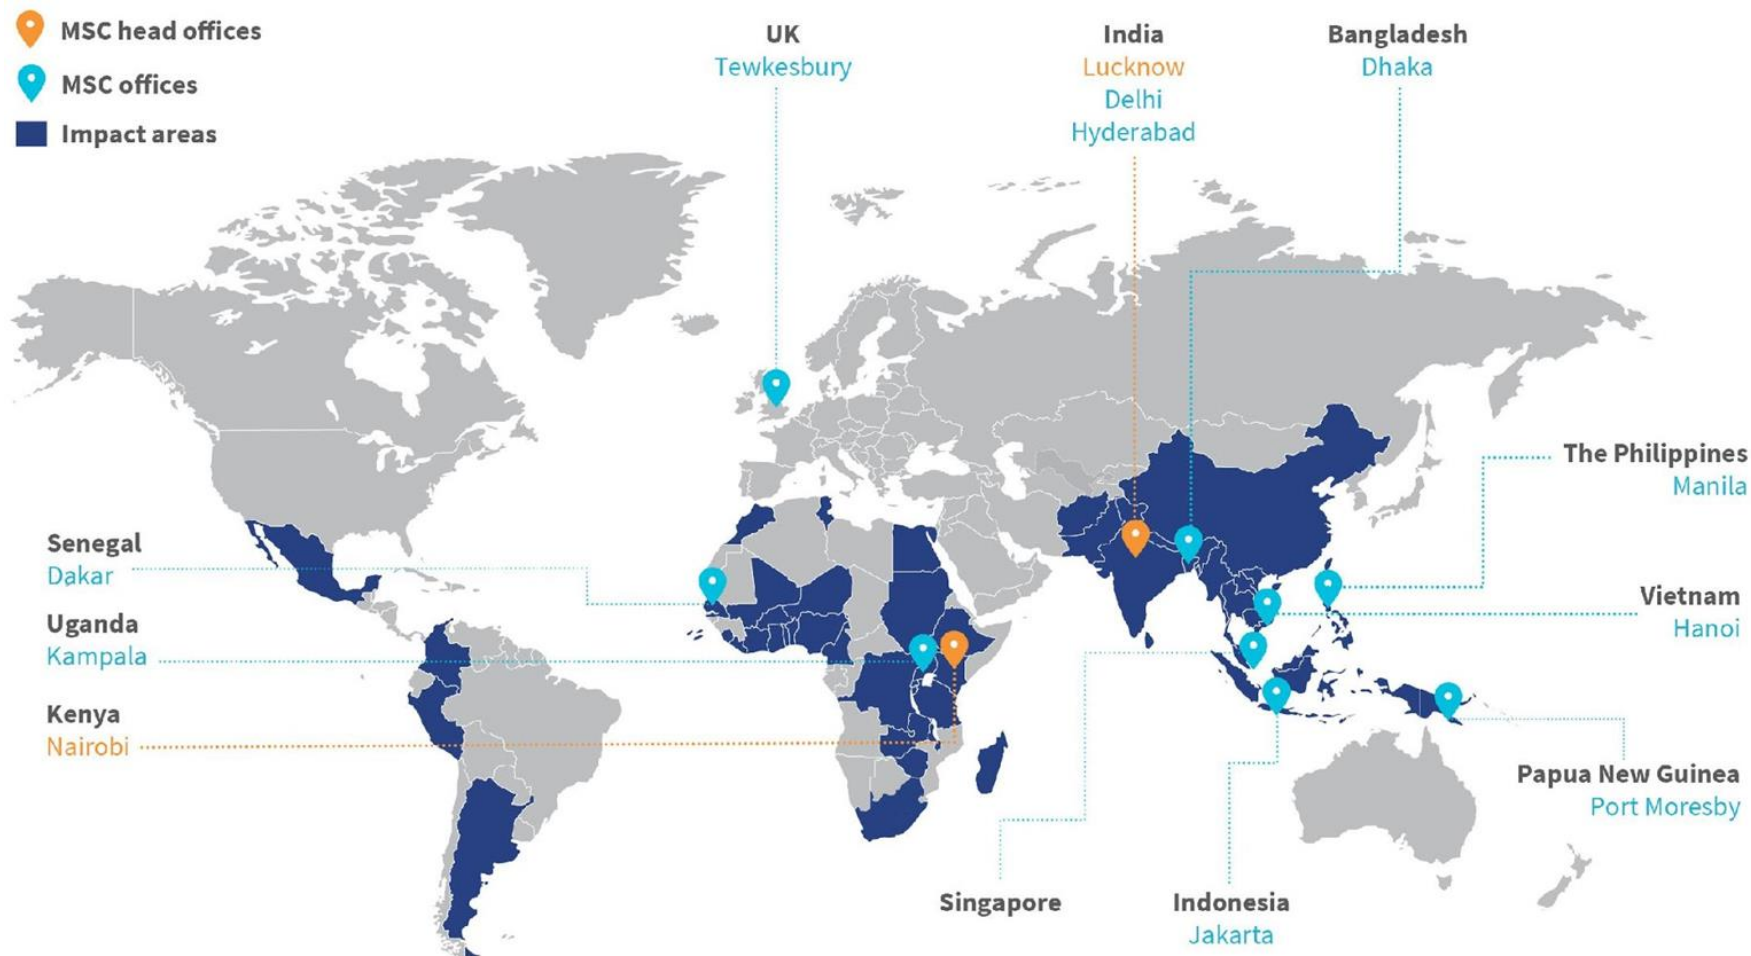 MSC head offices
MSC offices
Impact areas
UK
Tewkesbury
India
Lucknow
Delhi
Hyderabad
Bangladesh
Dhaka
The Philippines
Manila
Senegal
Dakar
Uganda
Kampala
Kenya
Nairobi
Vietnam
Hanoi
Papua New Guinea
Port Moresby
Singapore
Indonesia
Jakarta